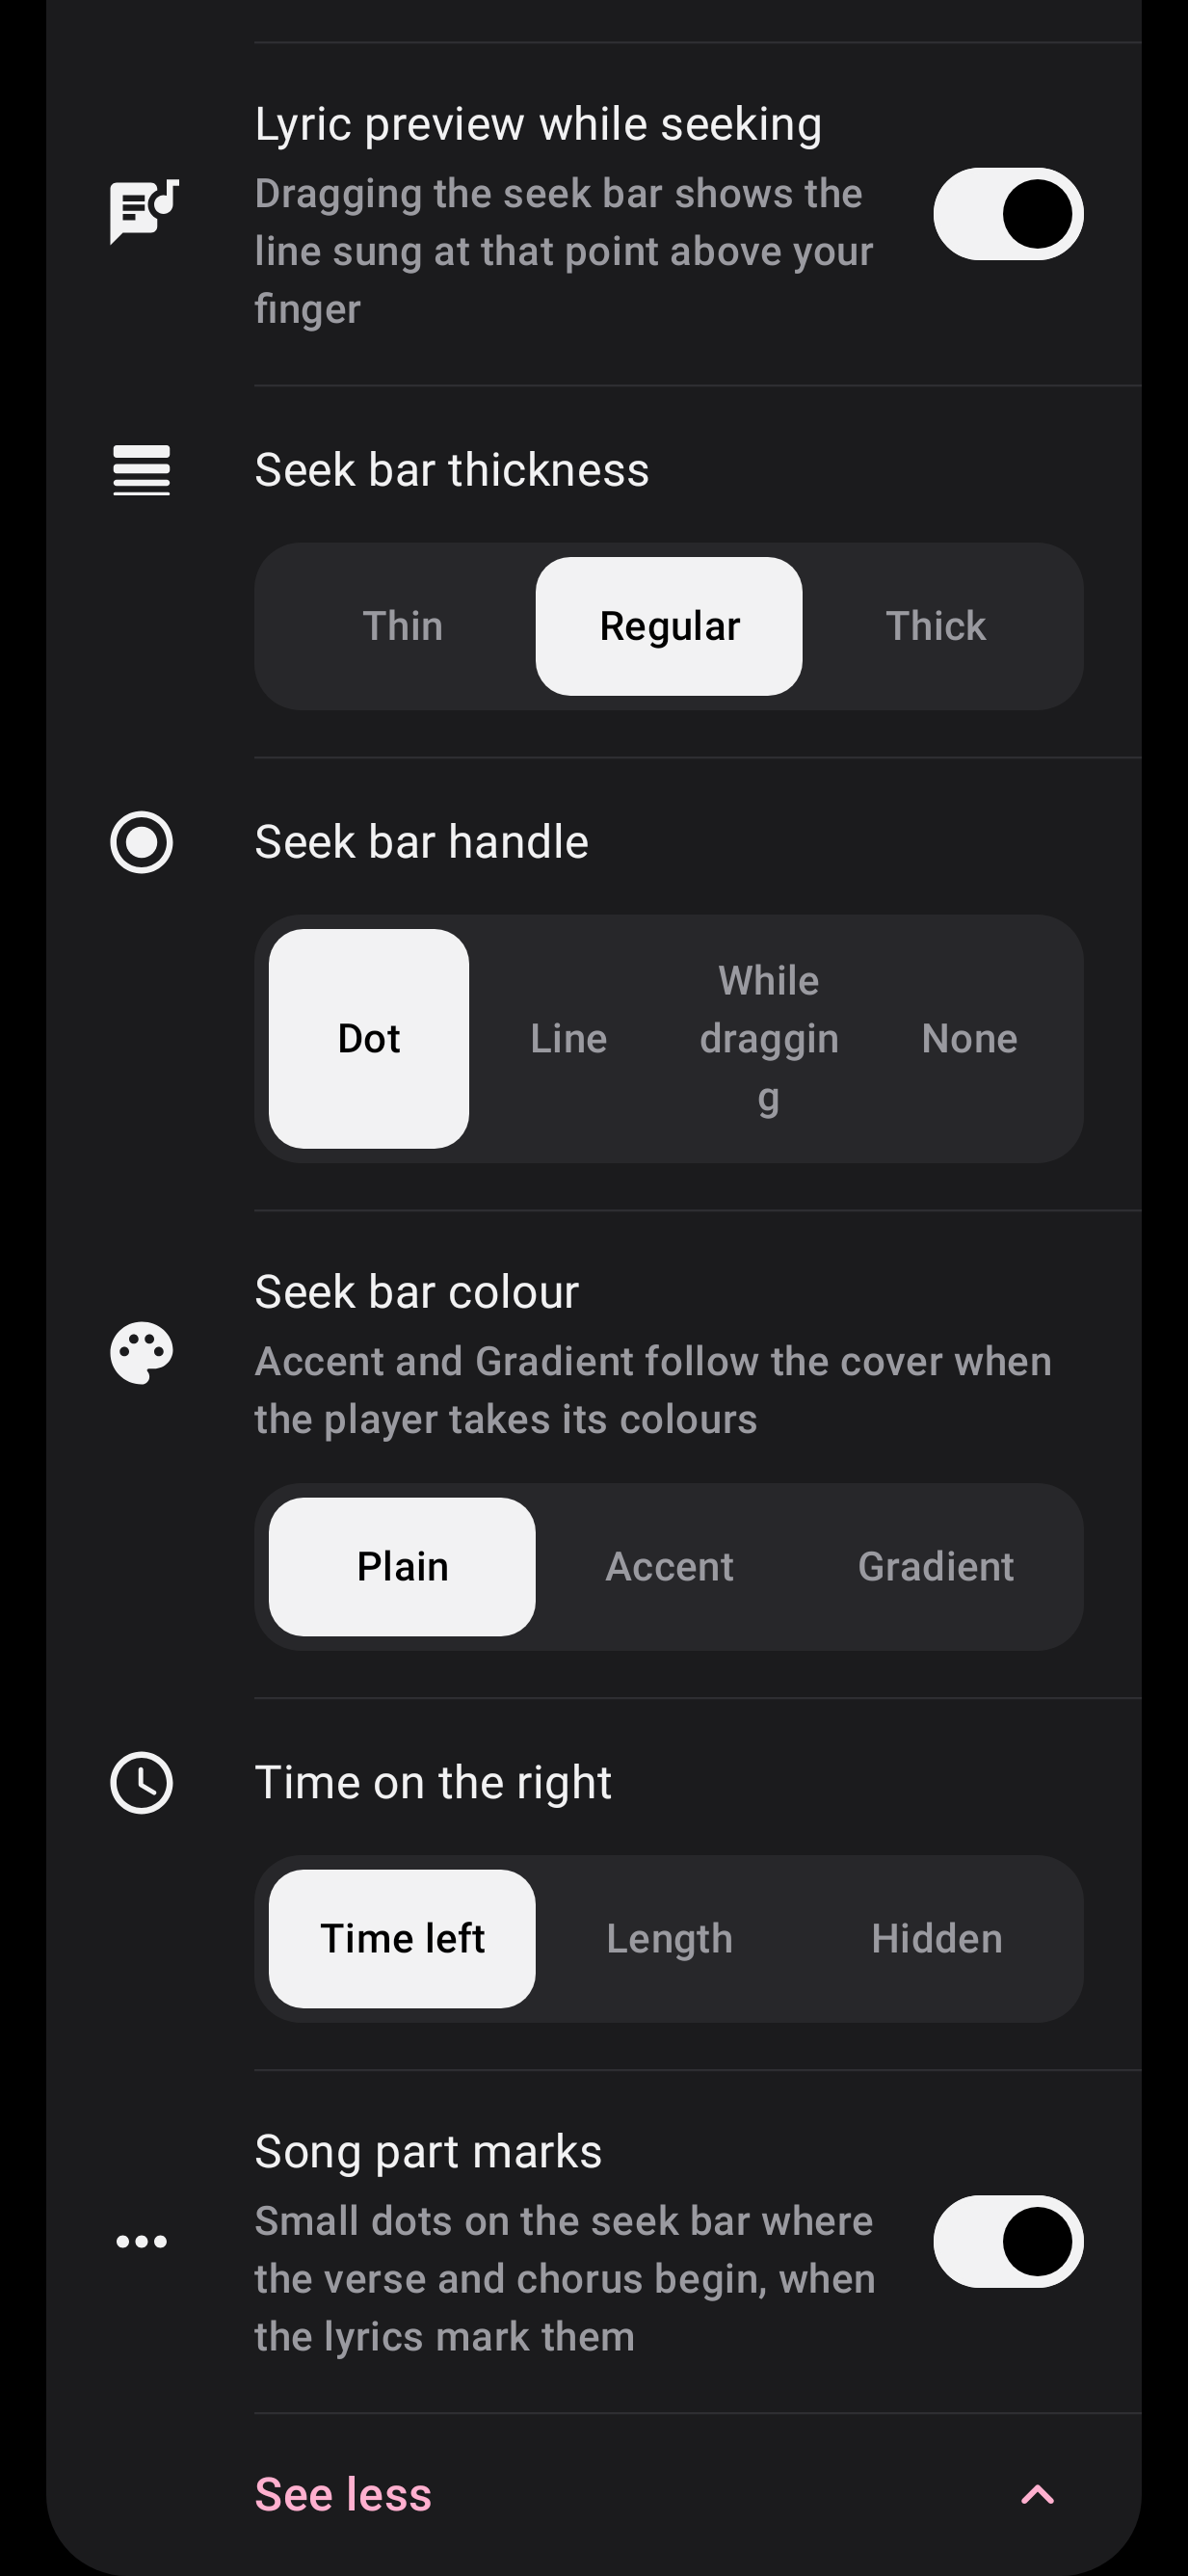 Lyric preview while seeking
Dragging the seek bar shows the
line sung at that point above your
finger
Seek bar thickness
Thin Regular Thick
Seek bar handle
Dot Line While draggin g None
Seek bar colour
Accent and Gradient follow the cover when
the player takes its colours
Plain Accent Gradient
Time on the right
Time left Length Hidden
Song part marks
Small dots on the seek bar where
the verse and chorus begin, when
the lyrics mark them
See less